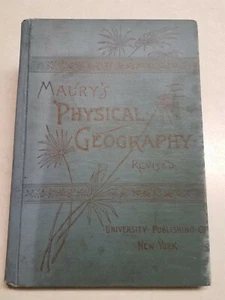 MAURY'S
PHYSICAL
GEOGRAPHY
REVISED
UNIVERSITY PUBLISHING Co
NEW YORK